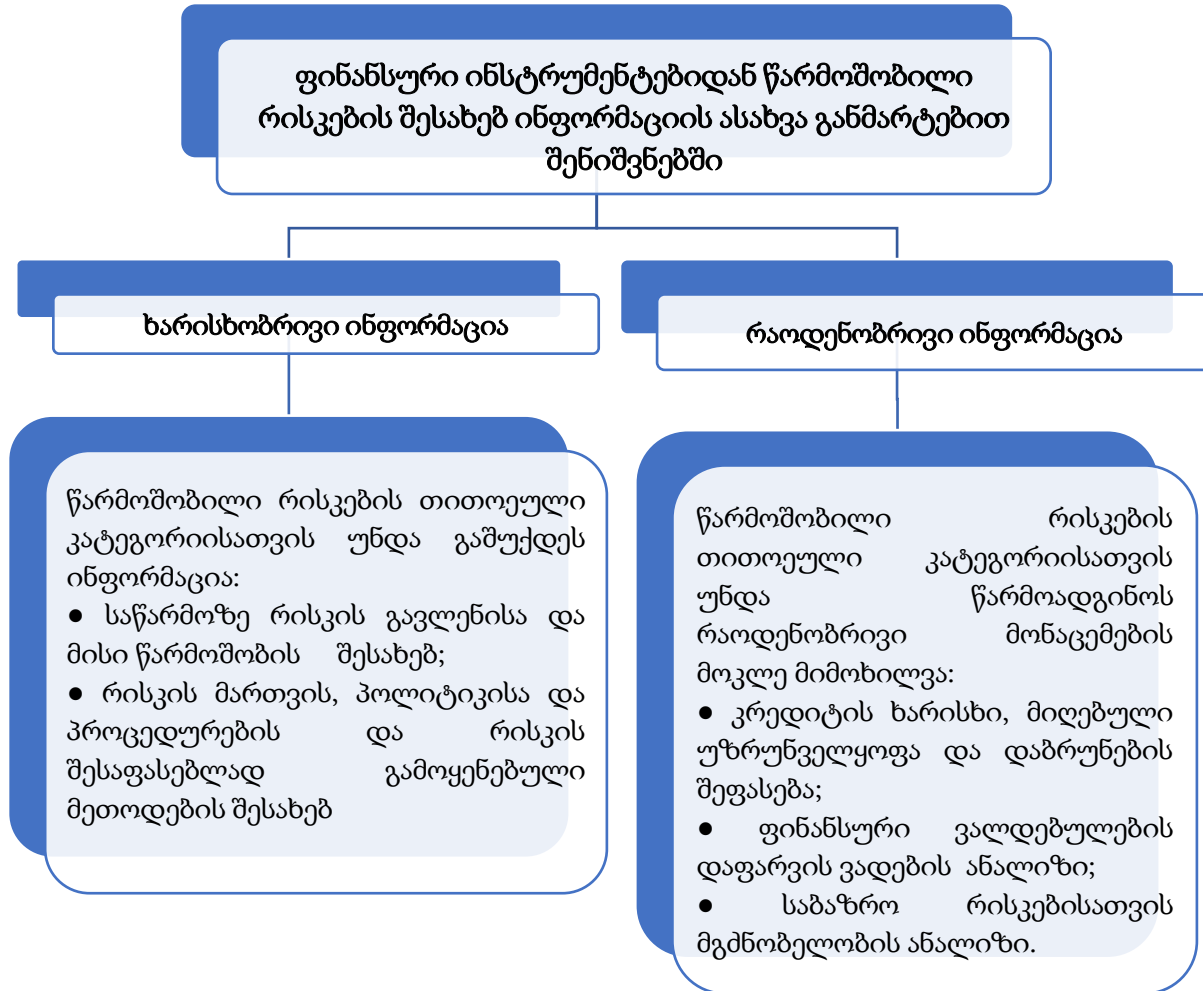 ფინანსური ინსტრუმენტებიდან წარმოშობილი
რისკების შესახებ ინფორმაციის ასახვა განმარტებით
შენიშვნებში
ხარისხობრივი ინფორმაცია
რაოდენობრივი ინფორმაცია
წარმოშობილი რისკების თითოეული
კატეგორიისათვის უნდა გაშუქდეს
ინფორმაცია:
● საწარმოზე რისკის გავლენისა და
მისი წარმოშობის შესახებ;
● რისკის მართვის, პოლიტიკისა და
პროცედურების და რისკის
შესაფასებლად გამოყენებული
მეთოდების შესახებ
წარმოშობილი რისკების
თითოეული კატეგორიისათვის
უნდა წარმოადგინოს
რაოდენობრივი მონაცემების
მოკლე მიმოხილვა:
● კრედიტის ხარისხი, მიღებული
უზრუნველყოფა და დაბრუნების
შეფასება;
● ფინანსური ვალდებულების
დაფარვის ვადების ანალიზი;
● საბაზრო რისკებისათვის
მგძნობელობის ანალიზი.